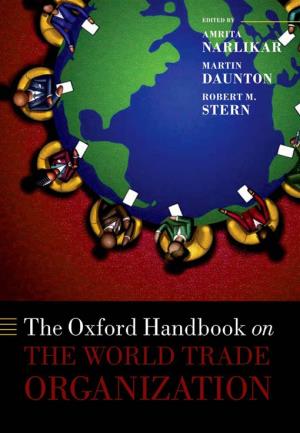 EDITED BY
AMRITA
NARLIKAR
MARTIN
DAUNTON
ROBERT M.
STERN
The Oxford Handbook on
THE WORLD TRADE
ORGANIZATION